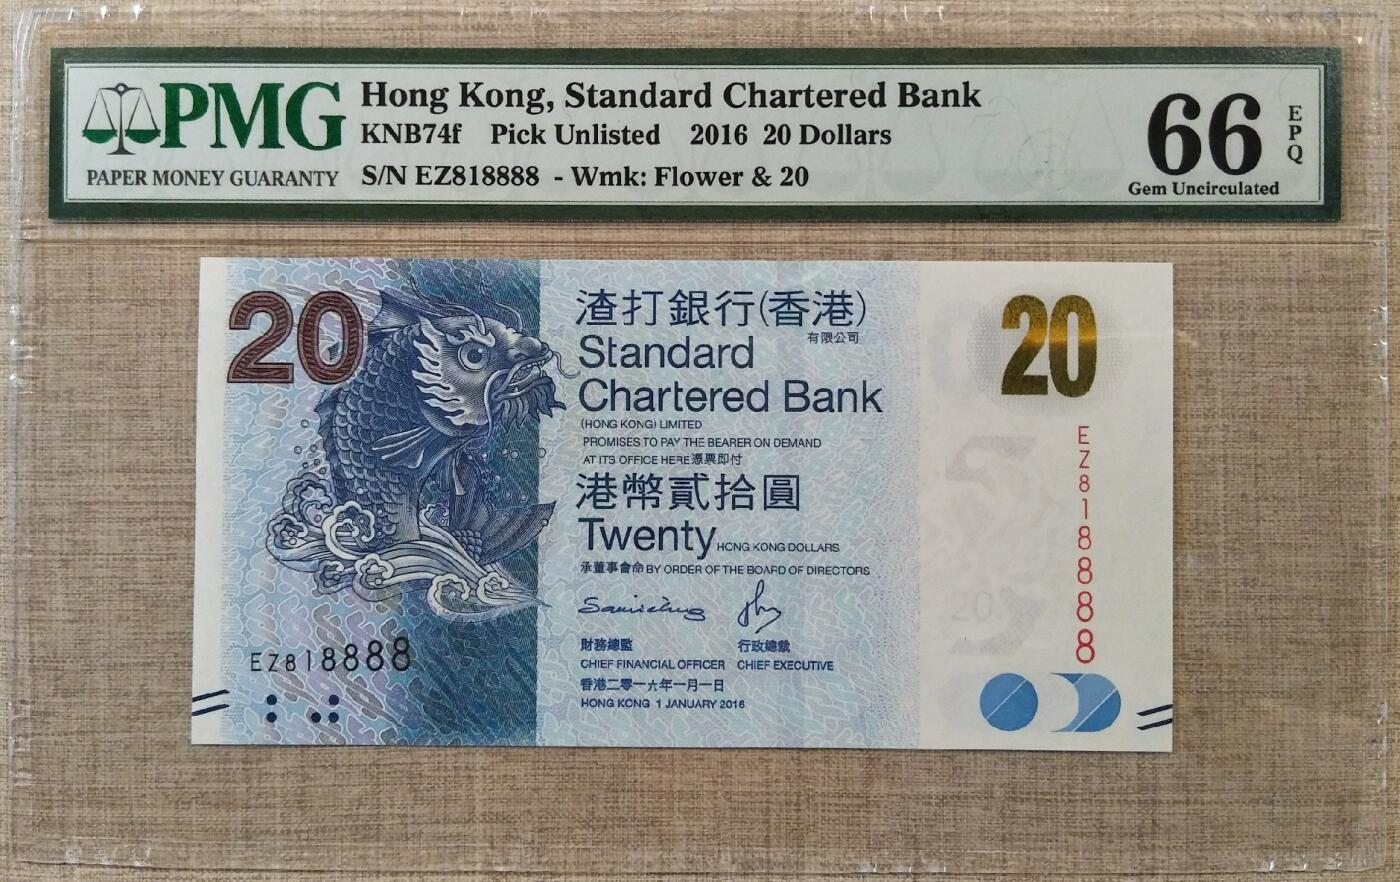 PMG
PAPER MONEY GUARANTY
Hong Kong, Standard Chartered Bank
KNB74f Pick Unlisted 2016 20 Dollars
S/N EZ818888 - Wmk: Flower & 20
66
EPQ
Gem Uncirculated
20
渣打銀行(香港)
有限公司
Standard
Chartered Bank
(HONG KONG) LIMITED
PROMISES TO PAY THE BEARER ON DEMAND
AT ITS OFFICE HERE 憑票即付
港幣貳拾圓
Twenty HONG KONG DOLLARS
承董事會命 BY ORDER OF THE BOARD OF DIRECTORS
財務總監 行政總裁
CHIEF FINANCIAL OFFICER CHIEF EXECUTIVE
香港二零一六年一月一日
HONG KONG 1 JANUARY 2016
EZ818888
20
EZ818888
20